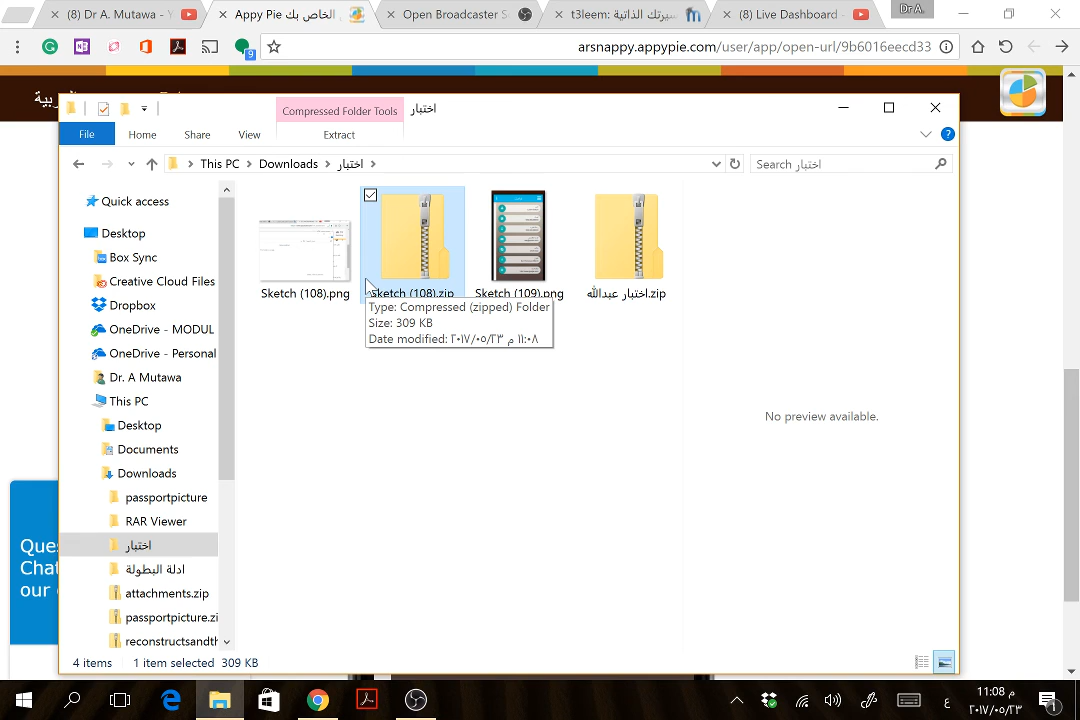 (8) Dr A. Mutawa - Y
Appy Pie الخاص بك
Open Broadcaster S
t3leem: سيرتك الذاتية
(8) Live Dashboard -
Dr A.
arsnappy.appypie.com/user/app/open-url/9b6016eecd33
Compressed Folder Tools
اختبار
File
Home
Share
View
Extract
This PC > Downloads > اختبار >
Search اختبار
Quick access
Desktop
Box Sync
Creative Cloud Files
Dropbox
OneDrive - MODUL
OneDrive - Personal
Dr. A Mutawa
This PC
Desktop
Documents
Downloads
passportpicture
RAR Viewer
اختبار
ادلة البطولة
attachments.zip
passportpicture.zi
reconstructsandth
Sketch (108).png
Sketch (108).zip
Sketch (109).png
اختبار عبدالله.zip
Type: Compressed (zipped) Folder
Size: 309 KB
Date modified: ٢٠١٧/٠٥/٢٣ م ١١:٠٨
No preview available.
Ques
Chat
our
4 items
1 item selected 309 KB
11:08 م
٢٠١٧/٠٥/٢٣
ع
1